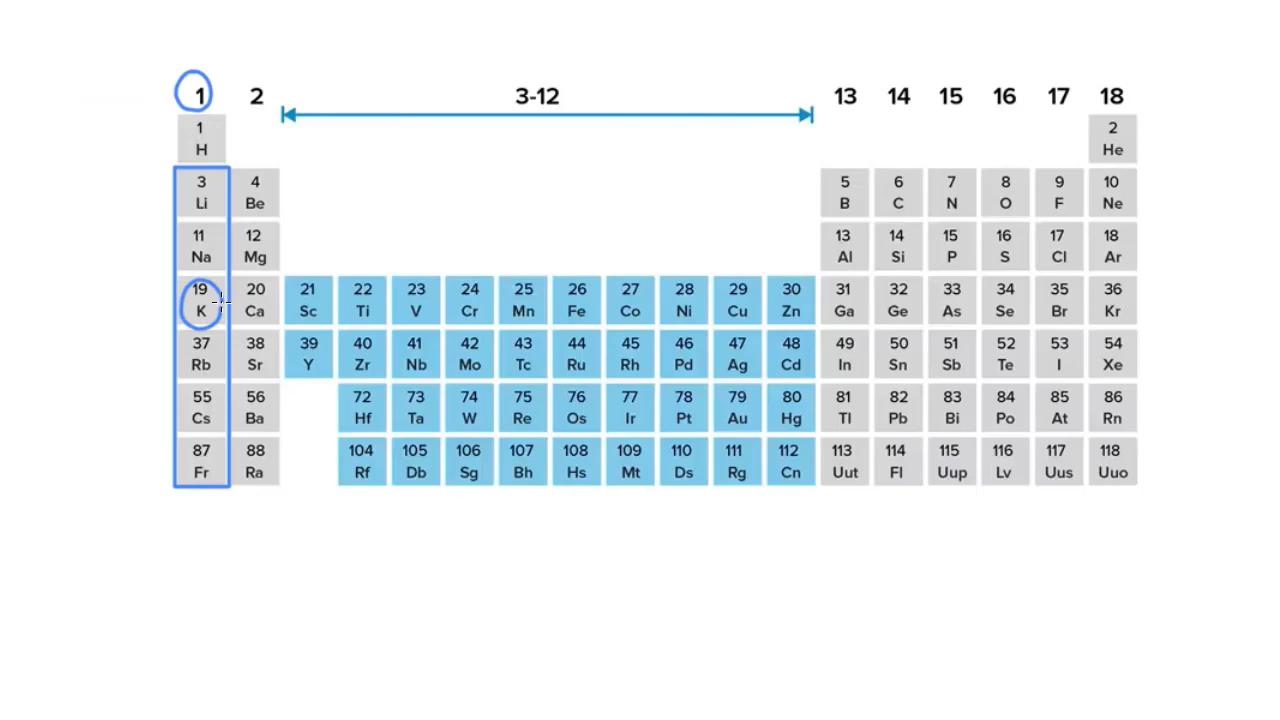 1 2 3-12 13 14 15 16 17 18
1 2
H He
3 4 5 6 7 8 9 10
Li Be B C N O F Ne
11 12 13 14 15 16 17 18
Na Mg Al Si P S Cl Ar
19 20 21 22 23 24 25 26 27 28 29 30 31 32 33 34 35 36
K Ca Sc Ti V Cr Mn Fe Co Ni Cu Zn Ga Ge As Se Br Kr
37 38 39 40 41 42 43 44 45 46 47 48 49 50 51 52 53 54
Rb Sr Y Zr Nb Mo Tc Ru Rh Pd Ag Cd In Sn Sb Te I Xe
55 56 72 73 74 75 76 77 78 79 80 81 82 83 84 85 86
Cs Ba Hf Ta W Re Os Ir Pt Au Hg Tl Pb Bi Po At Rn
87 88 104 105 106 107 108 109 110 111 112 113 114 115 116 117 118
Fr Ra Rf Db Sg Bh Hs Mt Ds Rg Cn Uut Fl Uup Lv Uus Uuo